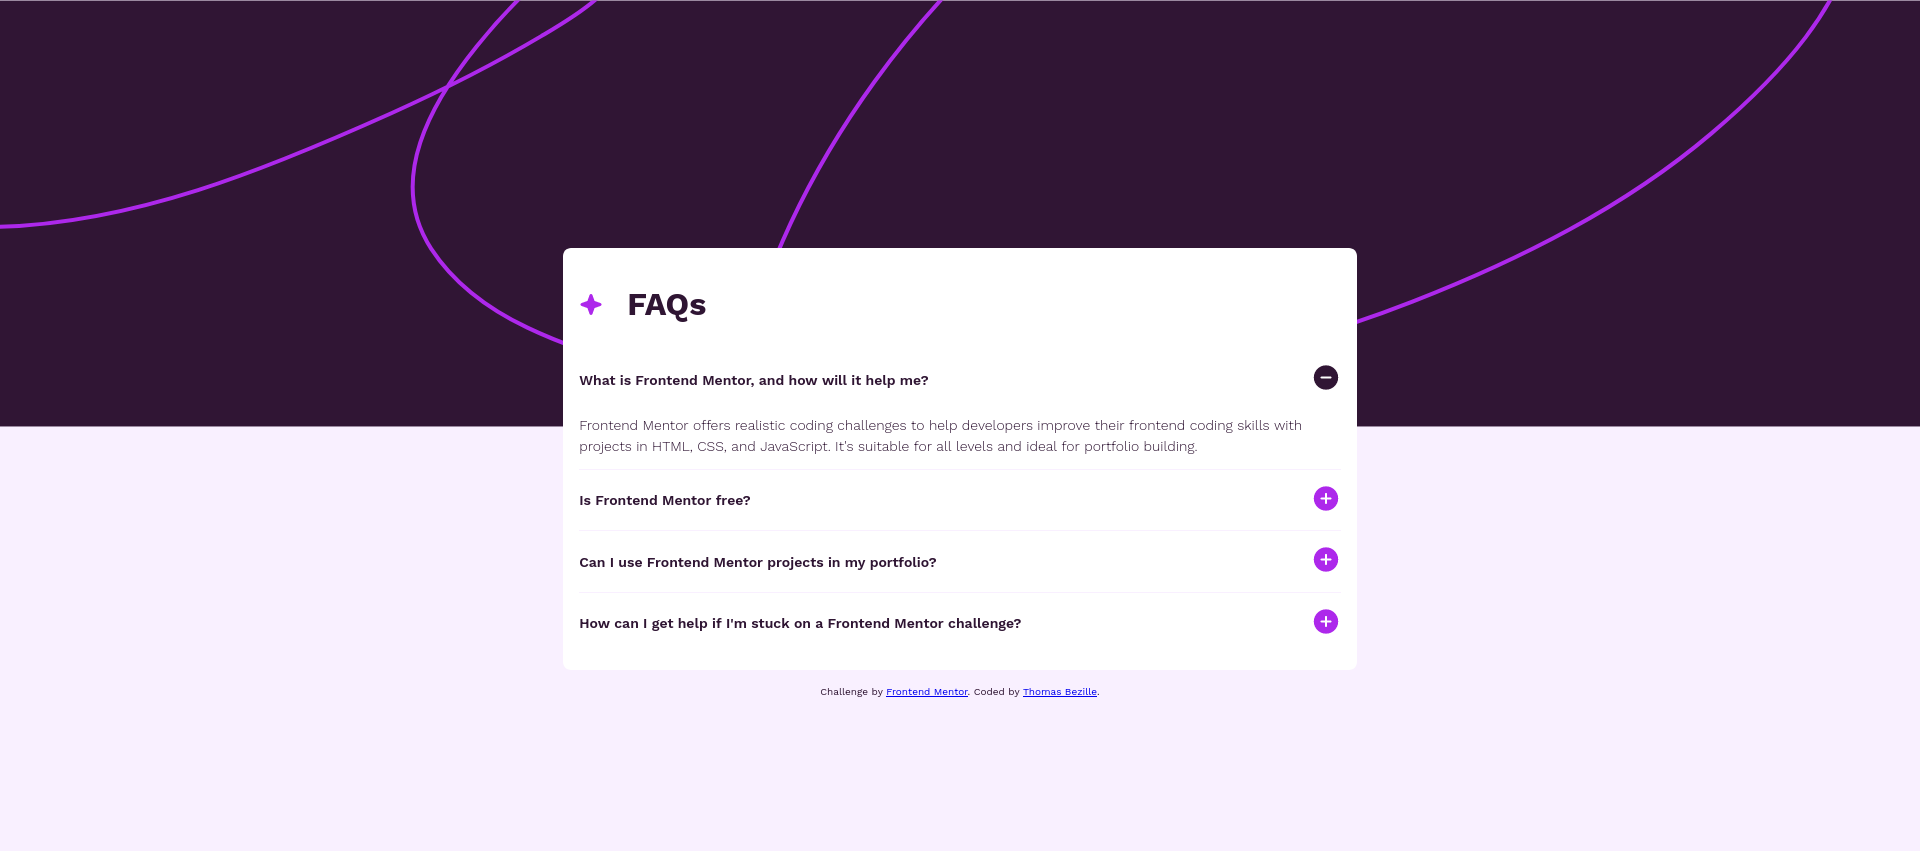 FAQs
What is Frontend Mentor, and how will it help me?
Frontend Mentor offers realistic coding challenges to help developers improve their frontend coding skills with
projects in HTML, CSS, and JavaScript. It's suitable for all levels and ideal for portfolio building.
Is Frontend Mentor free?
Can I use Frontend Mentor projects in my portfolio?
How can I get help if I'm stuck on a Frontend Mentor challenge?
Challenge by Frontend Mentor. Coded by Thomas Bezille.